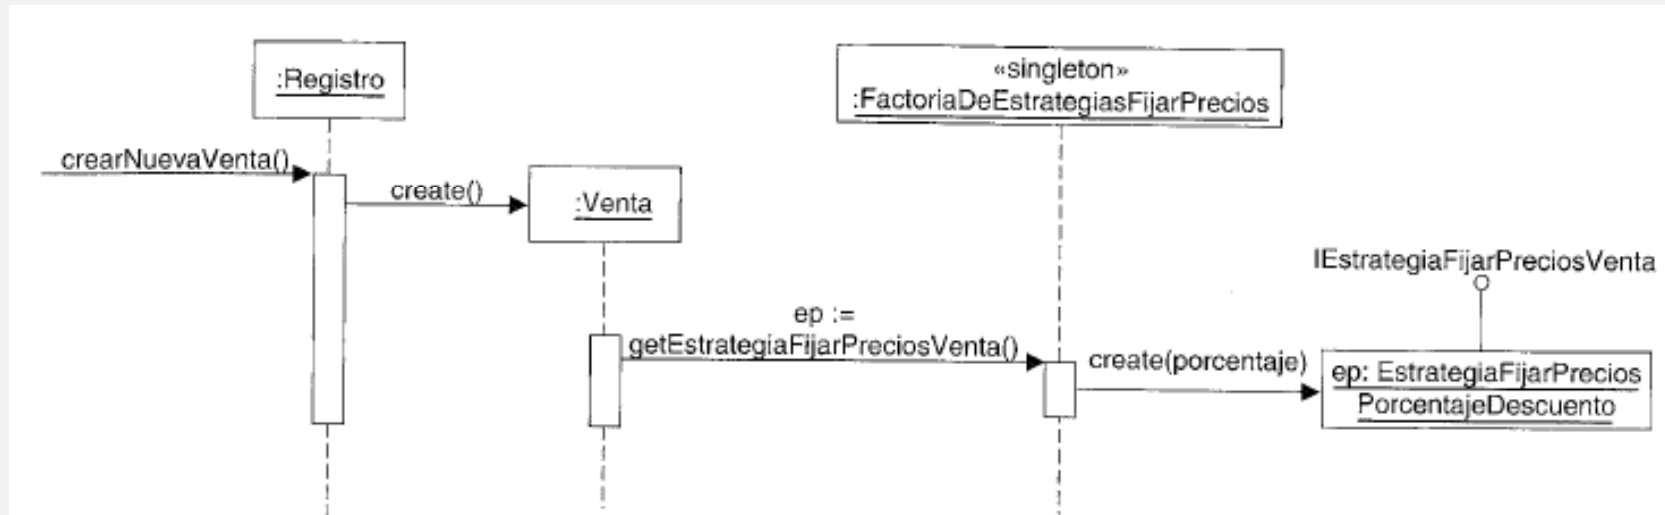 :Registro
«singleton»
:FactoriaDeEstrategiasFijarPrecios
crearNuevaVenta()
create()
:Venta
IEstrategiaFijarPreciosVenta
ep :=
getEstrategiaFijarPreciosVenta()
create(porcentaje)
ep: EstrategiaFijarPrecios
PorcentajeDescuento